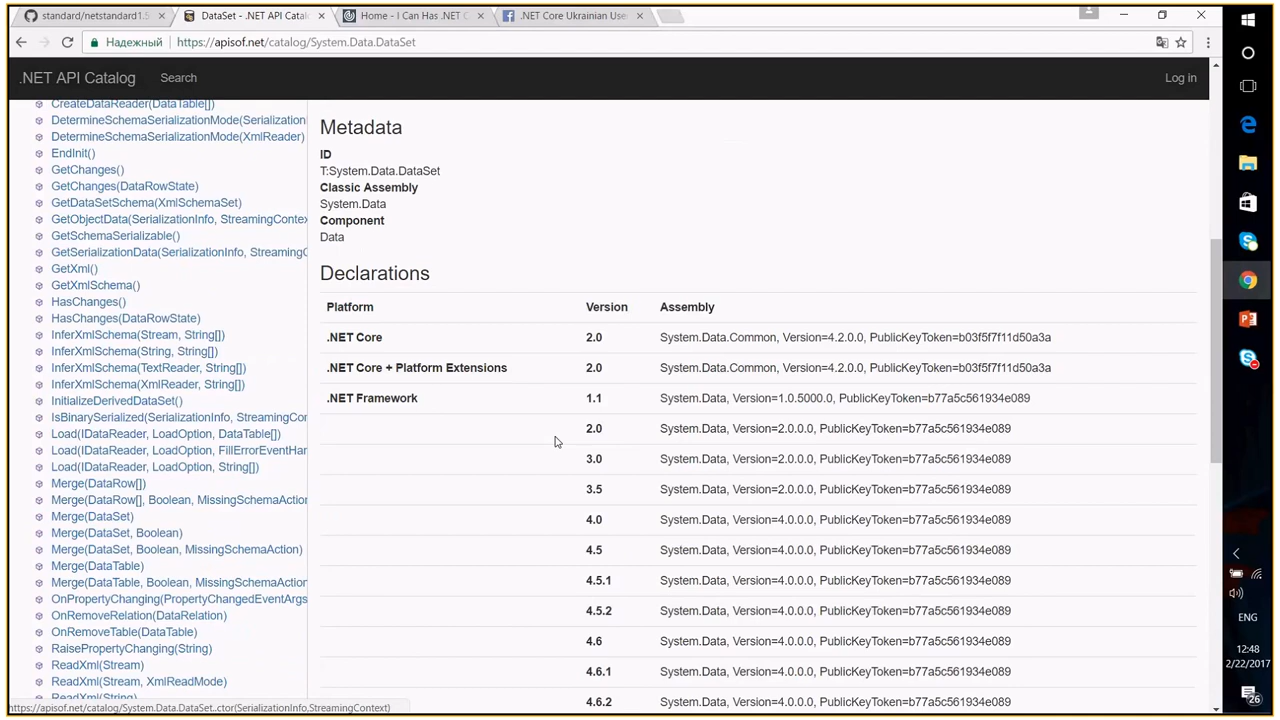 standard/netstandard1.5
DataSet - .NET API Catalo
Home - I Can Has .NET C
.NET Core Ukrainian User
Надежный
https://apisof.net/catalog/System.Data.DataSet
.NET API Catalog
Search
Log in
CreateDataReader(DataTable[])
DetermineSchemaSerializationMode(Serialization
DetermineSchemaSerializationMode(XmlReader)
EndInit()
GetChanges()
GetChanges(DataRowState)
GetDataSetSchema(XmlSchemaSet)
GetObjectData(SerializationInfo, StreamingContex
GetSchemaSerializable()
GetSerializationData(SerializationInfo, StreamingC
GetXml()
GetXmlSchema()
HasChanges()
HasChanges(DataRowState)
InferXmlSchema(Stream, String[])
InferXmlSchema(String, String[])
InferXmlSchema(TextReader, String[])
InferXmlSchema(XmlReader, String[])
InitializeDerivedDataSet()
IsBinarySerialized(SerializationInfo, StreamingCon
Load(IDataReader, LoadOption, DataTable[])
Load(IDataReader, LoadOption, FillErrorEventHan
Load(IDataReader, LoadOption, String[])
Merge(DataRow[])
Merge(DataRow[], Boolean, MissingSchemaAction
Merge(DataSet)
Merge(DataSet, Boolean)
Merge(DataSet, Boolean, MissingSchemaAction)
Merge(DataTable)
Merge(DataTable, Boolean, MissingSchemaAction
OnPropertyChanging(PropertyChangedEventArgs
OnRemoveRelation(DataRelation)
OnRemoveTable(DataTable)
RaisePropertyChanging(String)
ReadXml(Stream)
ReadXml(Stream, XmlReadMode)
ReadXml(String)
https://apisof.net/catalog/System.Data.DataSet..ctor(SerializationInfo,StreamingContext)
Metadata
ID
T:System.Data.DataSet
Classic Assembly
System.Data
Component
Data
Declarations
Platform Version Assembly
.NET Core 2.0 System.Data.Common, Version=4.2.0.0, PublicKeyToken=b03f5f7f11d50a3a
.NET Core + Platform Extensions 2.0 System.Data.Common, Version=4.2.0.0, PublicKeyToken=b03f5f7f11d50a3a
.NET Framework 1.1 System.Data, Version=1.0.5000.0, PublicKeyToken=b77a5c561934e089
2.0 System.Data, Version=2.0.0.0, PublicKeyToken=b77a5c561934e089
3.0 System.Data, Version=2.0.0.0, PublicKeyToken=b77a5c561934e089
3.5 System.Data, Version=2.0.0.0, PublicKeyToken=b77a5c561934e089
4.0 System.Data, Version=4.0.0.0, PublicKeyToken=b77a5c561934e089
4.5 System.Data, Version=4.0.0.0, PublicKeyToken=b77a5c561934e089
4.5.1 System.Data, Version=4.0.0.0, PublicKeyToken=b77a5c561934e089
4.5.2 System.Data, Version=4.0.0.0, PublicKeyToken=b77a5c561934e089
4.6 System.Data, Version=4.0.0.0, PublicKeyToken=b77a5c561934e089
4.6.1 System.Data, Version=4.0.0.0, PublicKeyToken=b77a5c561934e089
4.6.2 System.Data, Version=4.0.0.0, PublicKeyToken=b77a5c561934e089
ENG
12:48
2/22/2017
26